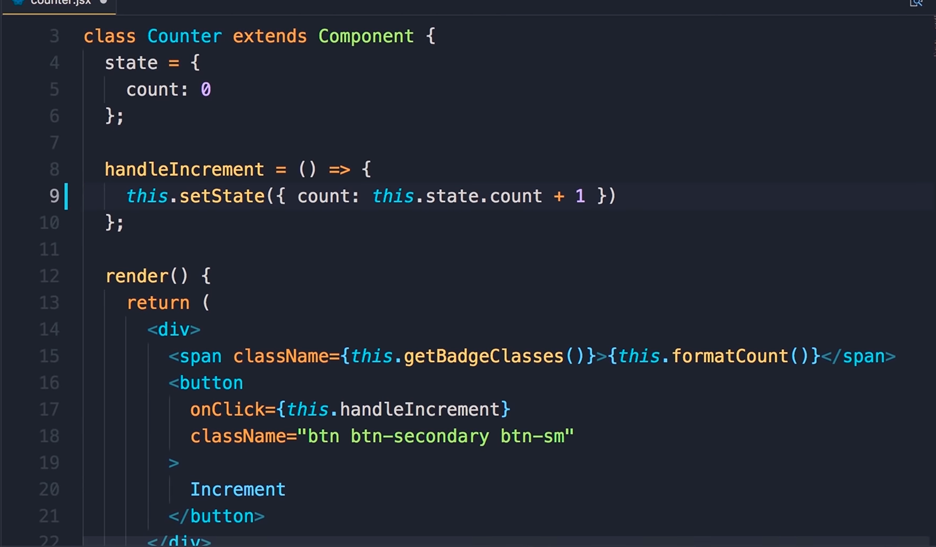 counter.jsx
3 class Counter extends Component {
4 state = {
5 count: 0
6 };
7
8 handleIncrement = () => {
9 this.setState({ count: this.state.count + 1 })
10 };
11
12 render() {
13 return (
14 <div>
15 <span className={this.getBadgeClasses()}>{this.formatCount()}</span>
16 <button
17 onClick={this.handleIncrement}
18 className="btn btn-secondary btn-sm"
19 >
20 Increment
21 </button>
22 </div>